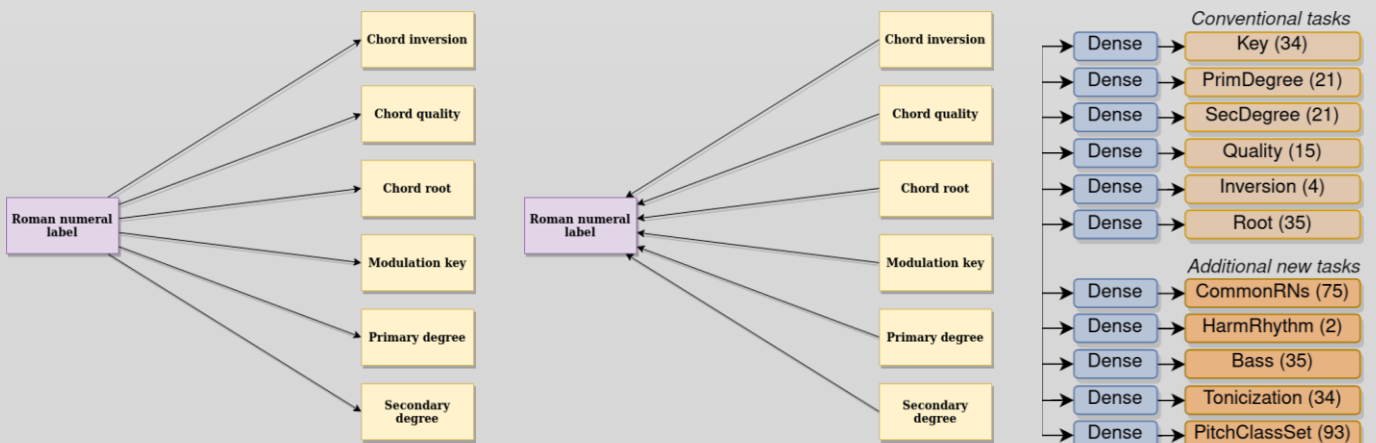 Chord inversion
Chord quality
Chord root
Roman numeral
label
Modulation key
Primary degree
Secondary
degree
Chord inversion
Chord quality
Chord root
Roman numeral
label
Modulation key
Primary degree
Secondary
degree
Conventional tasks
Dense Key (34)
Dense PrimDegree (21)
Dense SecDegree (21)
Dense Quality (15)
Dense Inversion (4)
Dense Root (35)
Additional new tasks
Dense CommonRNs (75)
Dense HarmRhythm (2)
Dense Bass (35)
Dense Tonicization (34)
Dense PitchClassSet (93)